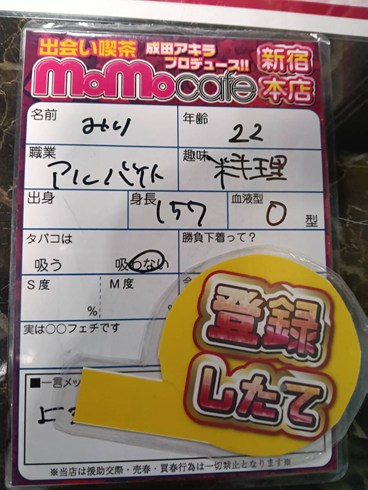 出会い喫茶 成田アキラ プロデュース!!
MoMocafe 新宿本店
名前 みり 年齢 22
職業 アルバイト 趣味 料理
出身 身長 157 血液型 O 型
タバコは 吸う 吸わない 勝負下着って?
S度 % M度
実は○○フェチです
登録
したて
■一言メッ
よ
※当店は援助交際・売春・買春行為は一切禁止となります※